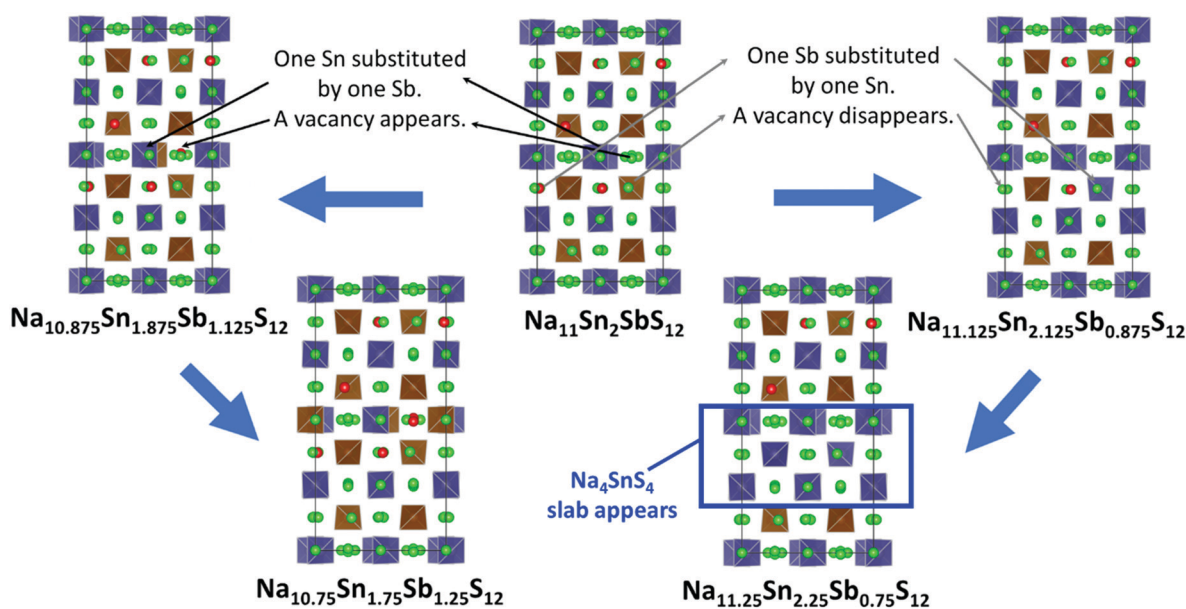 One Sn substituted
by one Sb.
A vacancy appears.
One Sb substituted
by one Sn.
A vacancy disappears.
Na₁₀.₈₇₅Sn₁.₈₇₅Sb₁.₁₂₅S₁₂
Na₁₁Sn₂SbS₁₂
Na₁₁.₁₂₅Sn₂.₁₂₅Sb₀.₈₇₅S₁₂
Na₄SnS₄
slab appears
Na₁₀.₇₅Sn₁.₇₅Sb₁.₂₅S₁₂
Na₁₁.₂₅Sn₂.₂₅Sb₀.₇₅S₁₂